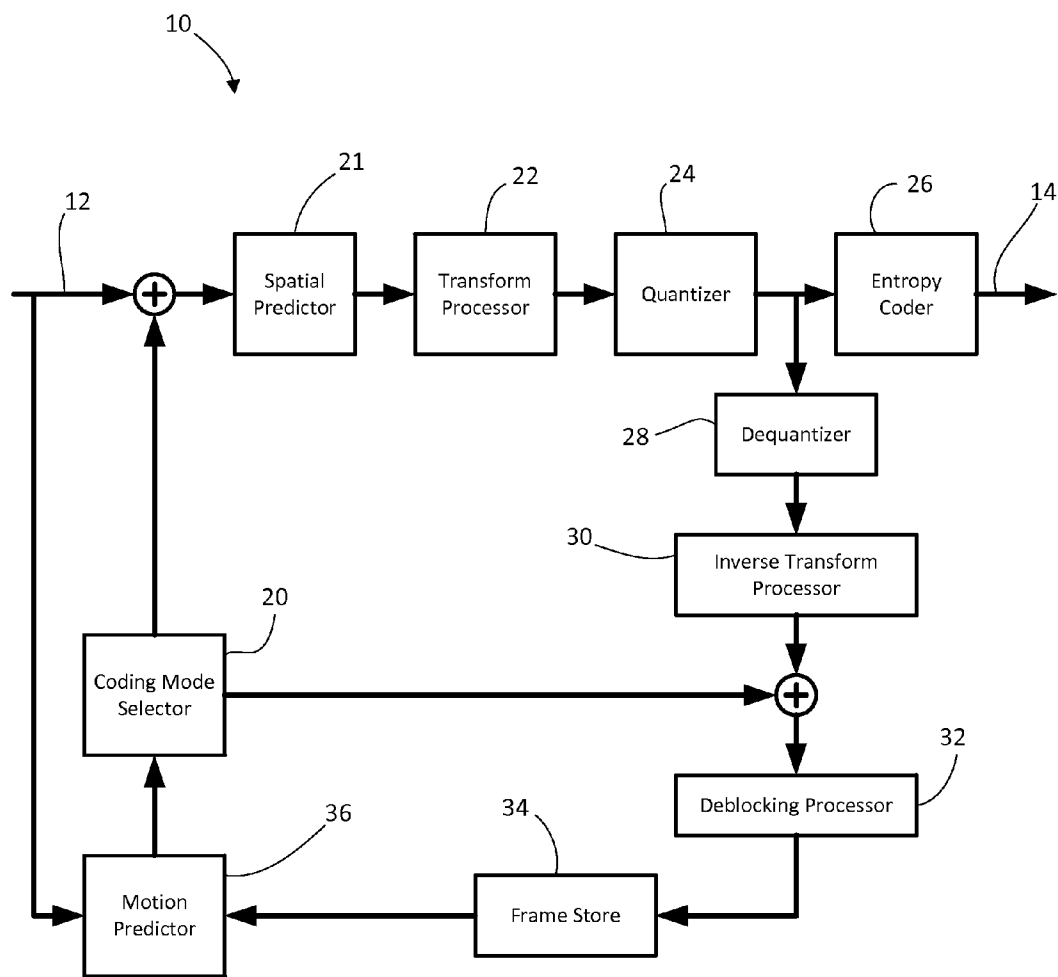 10
21
22
24
26
14
12
Spatial
Predictor
Transform
Processor
Quantizer
Entropy
Coder
28
Dequantizer
30
Inverse Transform
Processor
20
Coding Mode
Selector
32
Deblocking Processor
36
34
Motion
Predictor
Frame Store